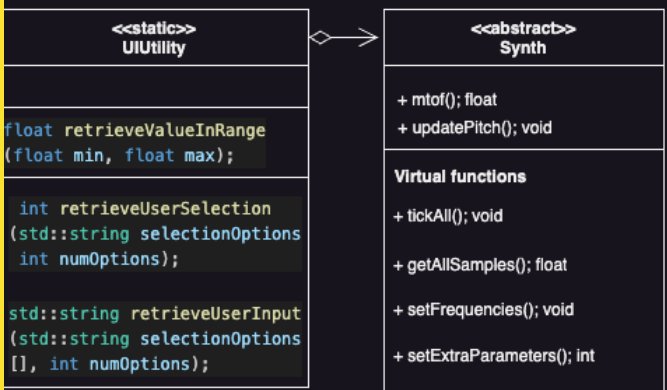 <<static>>
UIUtility
float retrieveValueInRange
(float min, float max);
int retrieveUserSelection
(std::string selectionOptions
int numOptions);
std::string retrieveUserInput
(std::string selectionOptions
[], int numOptions);
<<abstract>>
Synth
+ mtof(); float
+ updatePitch(); void
Virtual functions
+ tickAll(); void
+ getAllSamples(); float
+ setFrequencies(); void
+ setExtraParameters(); int